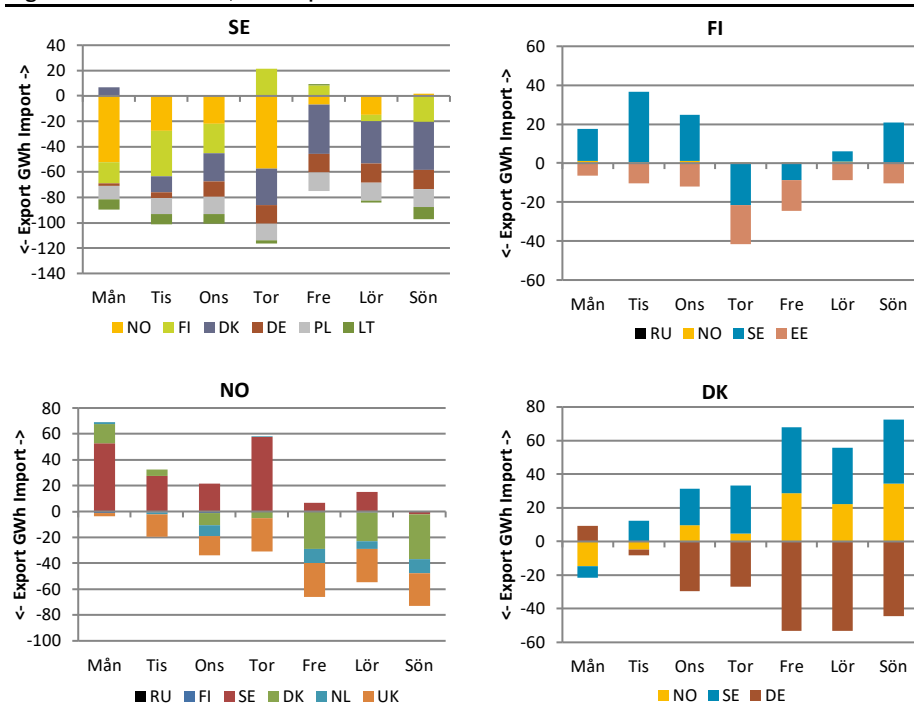 SE
<- Export GWh Import ->
40
20
0
-20
-40
-60
-80
-100
-120
-140
Mån Tis Ons Tor Fre Lör Sön
NO FI DK DE PL LT
FI
<- Export GWh Import ->
60
40
20
0
-20
-40
-60
Mån Tis Ons Tor Fre Lör Sön
RU NO SE EE
NO
<- Export GWh Import ->
80
60
40
20
0
-20
-40
-60
-80
-100
Mån Tis Ons Tor Fre Lör Sön
RU FI SE DK NL UK
DK
<- Export GWh Import ->
80
60
40
20
0
-20
-40
-60
Mån Tis Ons Tor Fre Lör Sön
NO SE DE